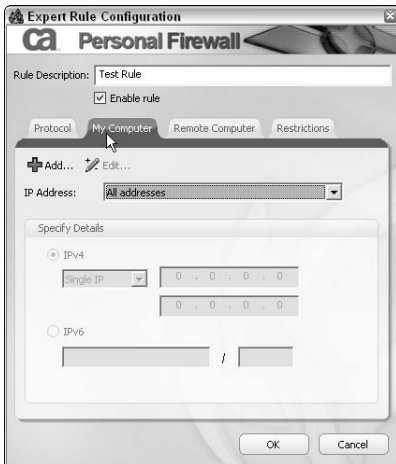 Expert Rule Configuration
ca Personal Firewall
Rule Description: Test Rule
Enable rule
Protocol My Computer Remote Computer Restrictions
Add... Edit...
IP Address: All addresses
Specify Details
IPv4
Single IP 0 . 0 . 0 . 0
0 . 0 . 0 . 0
IPv6
/
OK Cancel